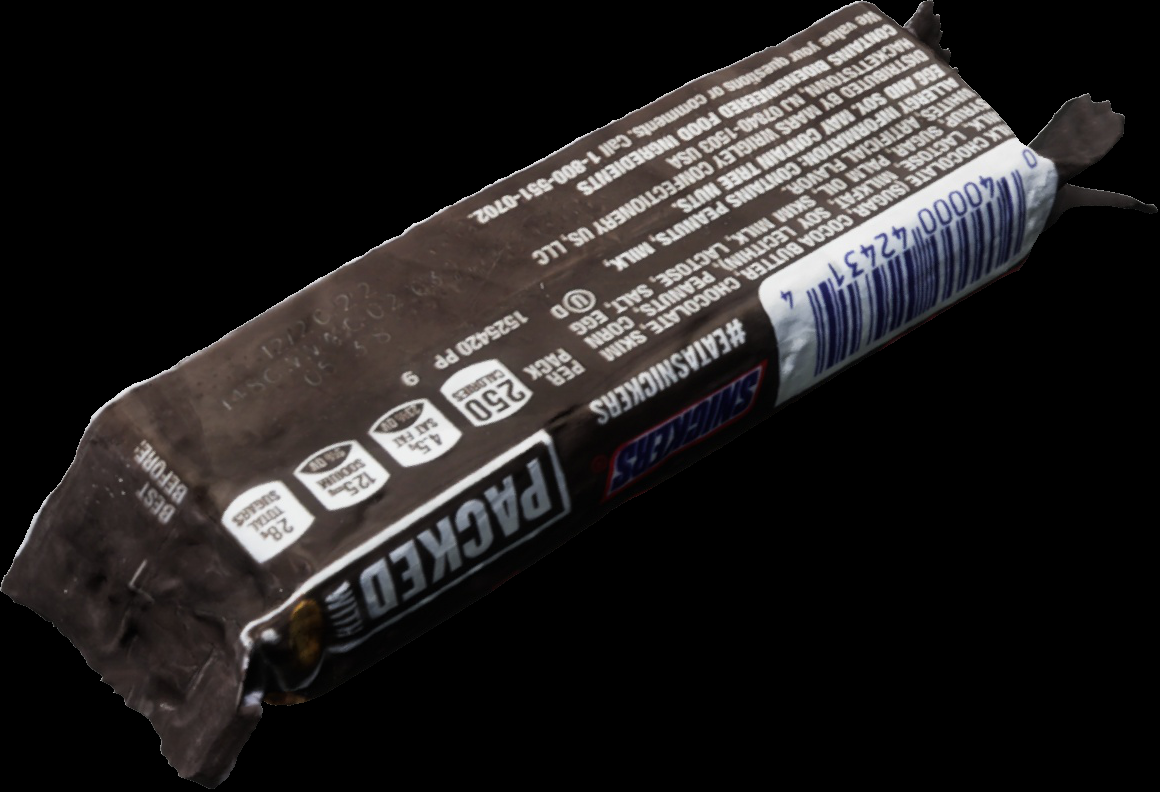 0 40000 42431 4
SNICKERS
PACKED
WITH
#EATASNICKERS
CHOCOLATE (SUGAR, COCOA BUTTER, CHOCOLATE, SKIM
LACTOSE, MILKFAT, SOY LECITHIN), PEANUTS, CORN
SYRUP, SUGAR, PALM OIL, SKIM MILK, LACTOSE, SALT, EGG
WHITES, ARTIFICIAL FLAVOR.
ALLERGY INFORMATION: CONTAINS PEANUTS, MILK,
EGG AND SOY. MAY CONTAIN TREE NUTS.
DISTRIBUTED BY MARS WRIGLEY CONFECTIONERY US, LLC
HACKETTSTOWN, NJ 07840-1503 USA
CONTAINS BIOENGINEERED FOOD INGREDIENTS
We value your questions or comments. Call 1-800-551-0702
U D
1525420 PP
9
PER
PACK
250
CALORIES
4.5g
SAT FAT
23% DV
125mg
SODIUM
5% DV
28g
TOTAL
SUGARS
BEST
BEFORE: